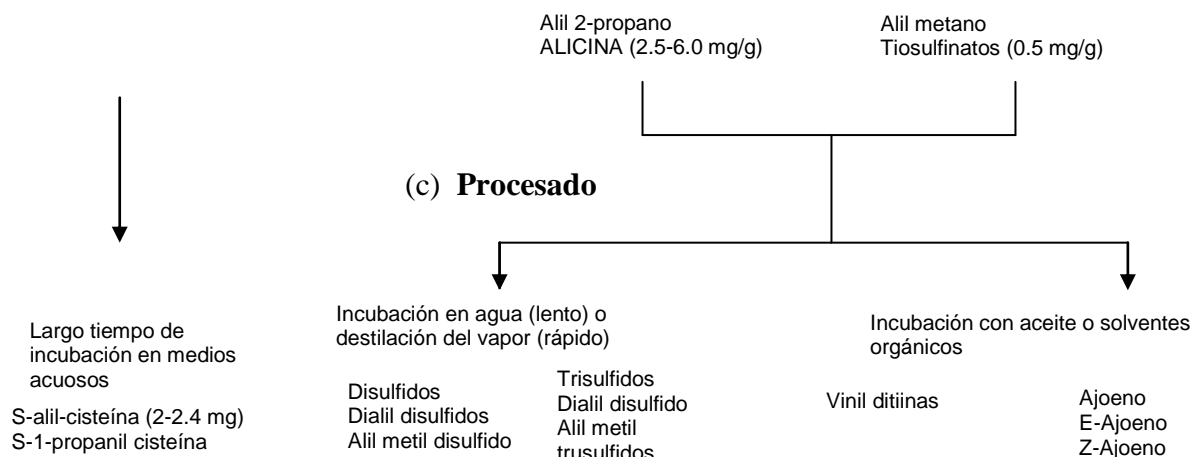 Alil 2-propano
ALICINA (2.5-6.0 mg/g)
Alil metano
Tiosulfinatos (0.5 mg/g)
(c) Procesado
Largo tiempo de
incubación en medios
acuosos
S-alil-cisteína (2-2.4 mg)
S-1-propanil cisteína
Incubación en agua (lento) o
destilación del vapor (rápido)
Disulfidos
Dialil disulfidos
Alil metil disulfido
Trisulfidos
Dialil disulfido
Alil metil
trusulfidos
Incubación con aceite o solventes
orgánicos
Vinil ditiinas
Ajoeno
E-Ajoeno
Z-Ajoeno